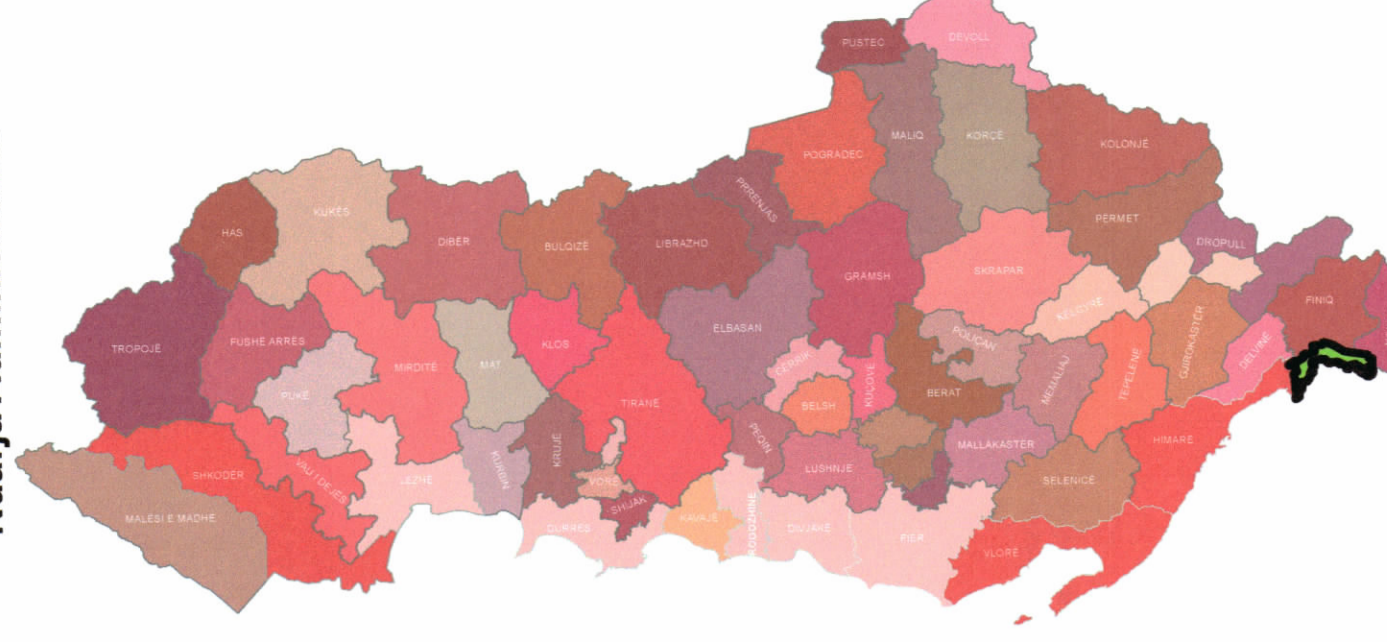 PUSTEC
DEVOLL
MALIQ
KORÇË
KOLONJË
POGRADEC
PRRENJAS
HAS
KUKËS
DIBËR
BULQIZË
LIBRAZHD
GRAMSH
SKRAPAR
PËRMET
DROPULL
FINIQ
KËLCYRË
TROPOJË
FUSHË ARRËS
PUKË
MIRDITË
MAT
KLOS
TIRANË
ELBASAN
CËRRIK
BELSH
KUÇOVË
BERAT
POLIÇAN
MEMALIAJ
TEPELENË
GJIROKASTËR
DELVINË
SHKODËR
VAU I DEJËS
MALËSI E MADHE
LEZHË
KURBIN
KRUJË
VORË
SHIJAK
DURRËS
KAVAJË
PEQIN
LUSHNJE
DIVJAKË
FIER
MALLAKASTËR
SELENICË
HIMARË
VLORË